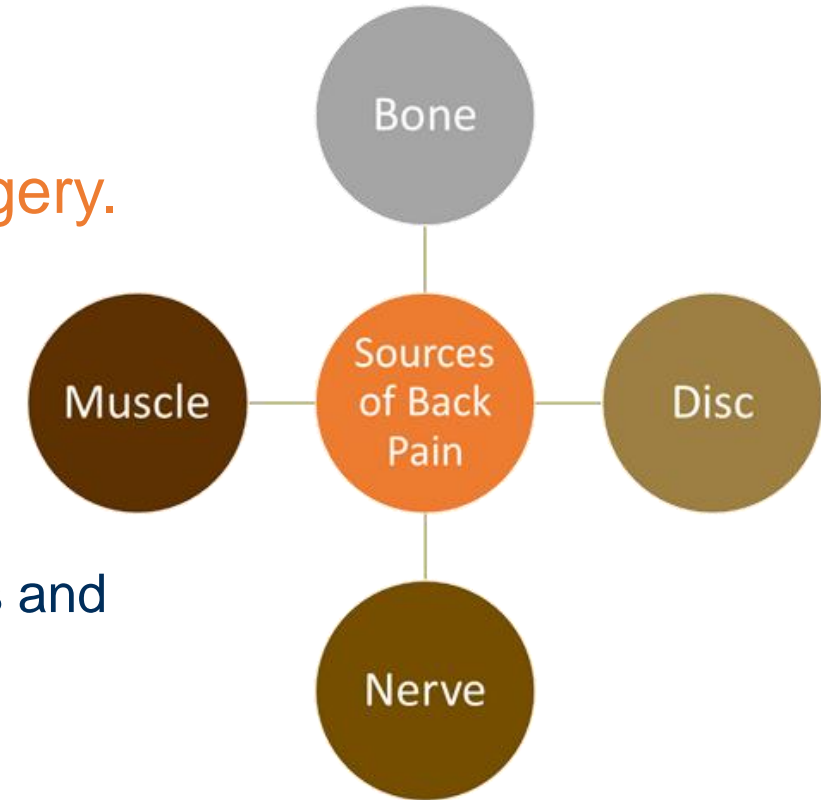 Bone
gery.
Muscle
Sources
of Back
Pain
Disc
and
Nerve